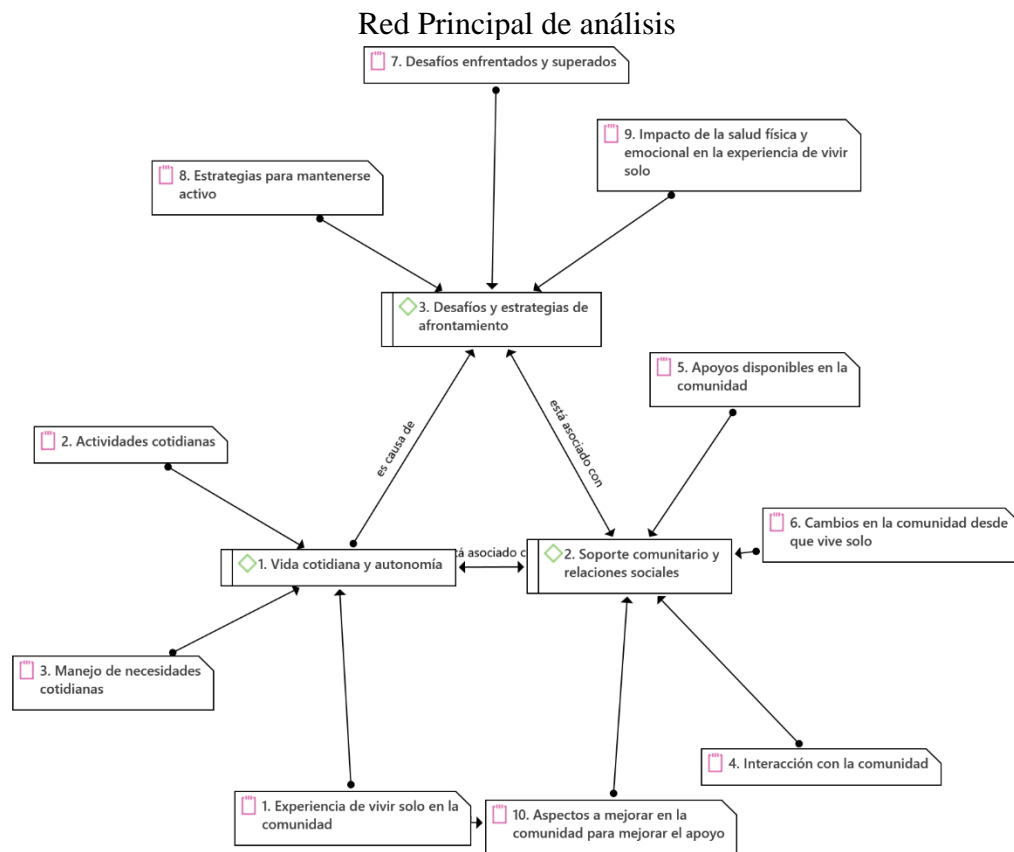 Red Principal de análisis
7. Desafíos enfrentados y superados
9. Impacto de la salud física y
emocional en la experiencia de vivir
solo
8. Estrategias para mantenerse
activo
3. Desafíos y estrategias de
afrontamiento
5. Apoyos disponibles en la
comunidad
es causa de
está asociado con
2. Actividades cotidianas
6. Cambios en la comunidad desde
que vive solo
1. Vida cotidiana y autonomía
tá asociado c
2. Soporte comunitario y
relaciones sociales
3. Manejo de necesidades
cotidianas
4. Interacción con la comunidad
1. Experiencia de vivir solo en la
comunidad
10. Aspectos a mejorar en la
comunidad para mejorar el apoyo